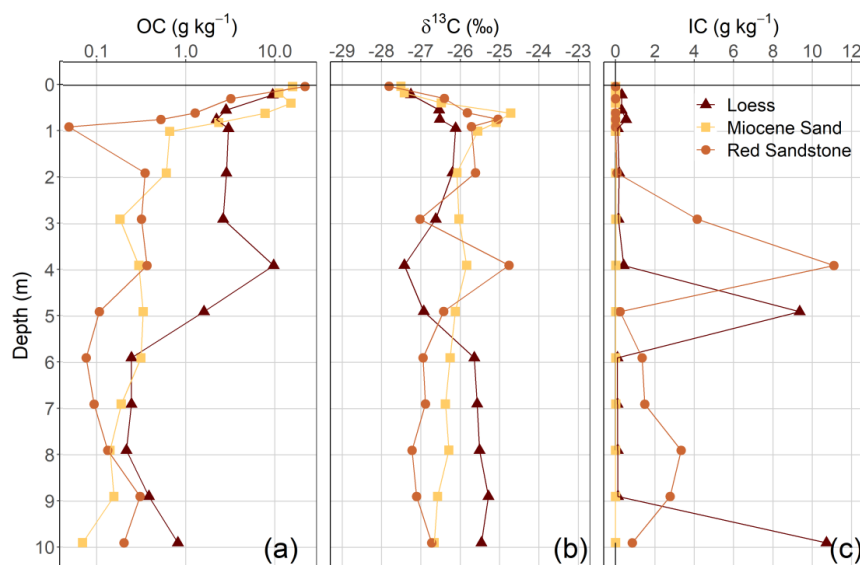 OC (g kg⁻¹) δ¹³C (‰) IC (g kg⁻¹)
0.1 1.0 10.0 -29 -28 -27 -26 -25 -24 -23 0 2 4 6 8 10 12
Depth (m)
0
1
2
3
4
5
6
7
8
9
10
Loess
Miocene Sand
Red Sandstone
(a) (b) (c)